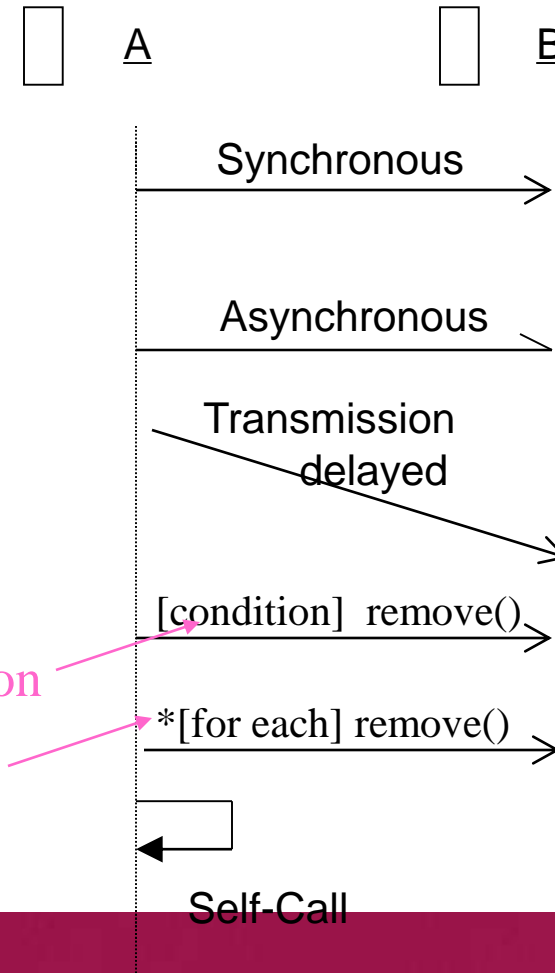 A B
Synchronous
Asynchronous
Transmission
delayed
[condition] remove()
on
*[for each] remove()
Self-Call